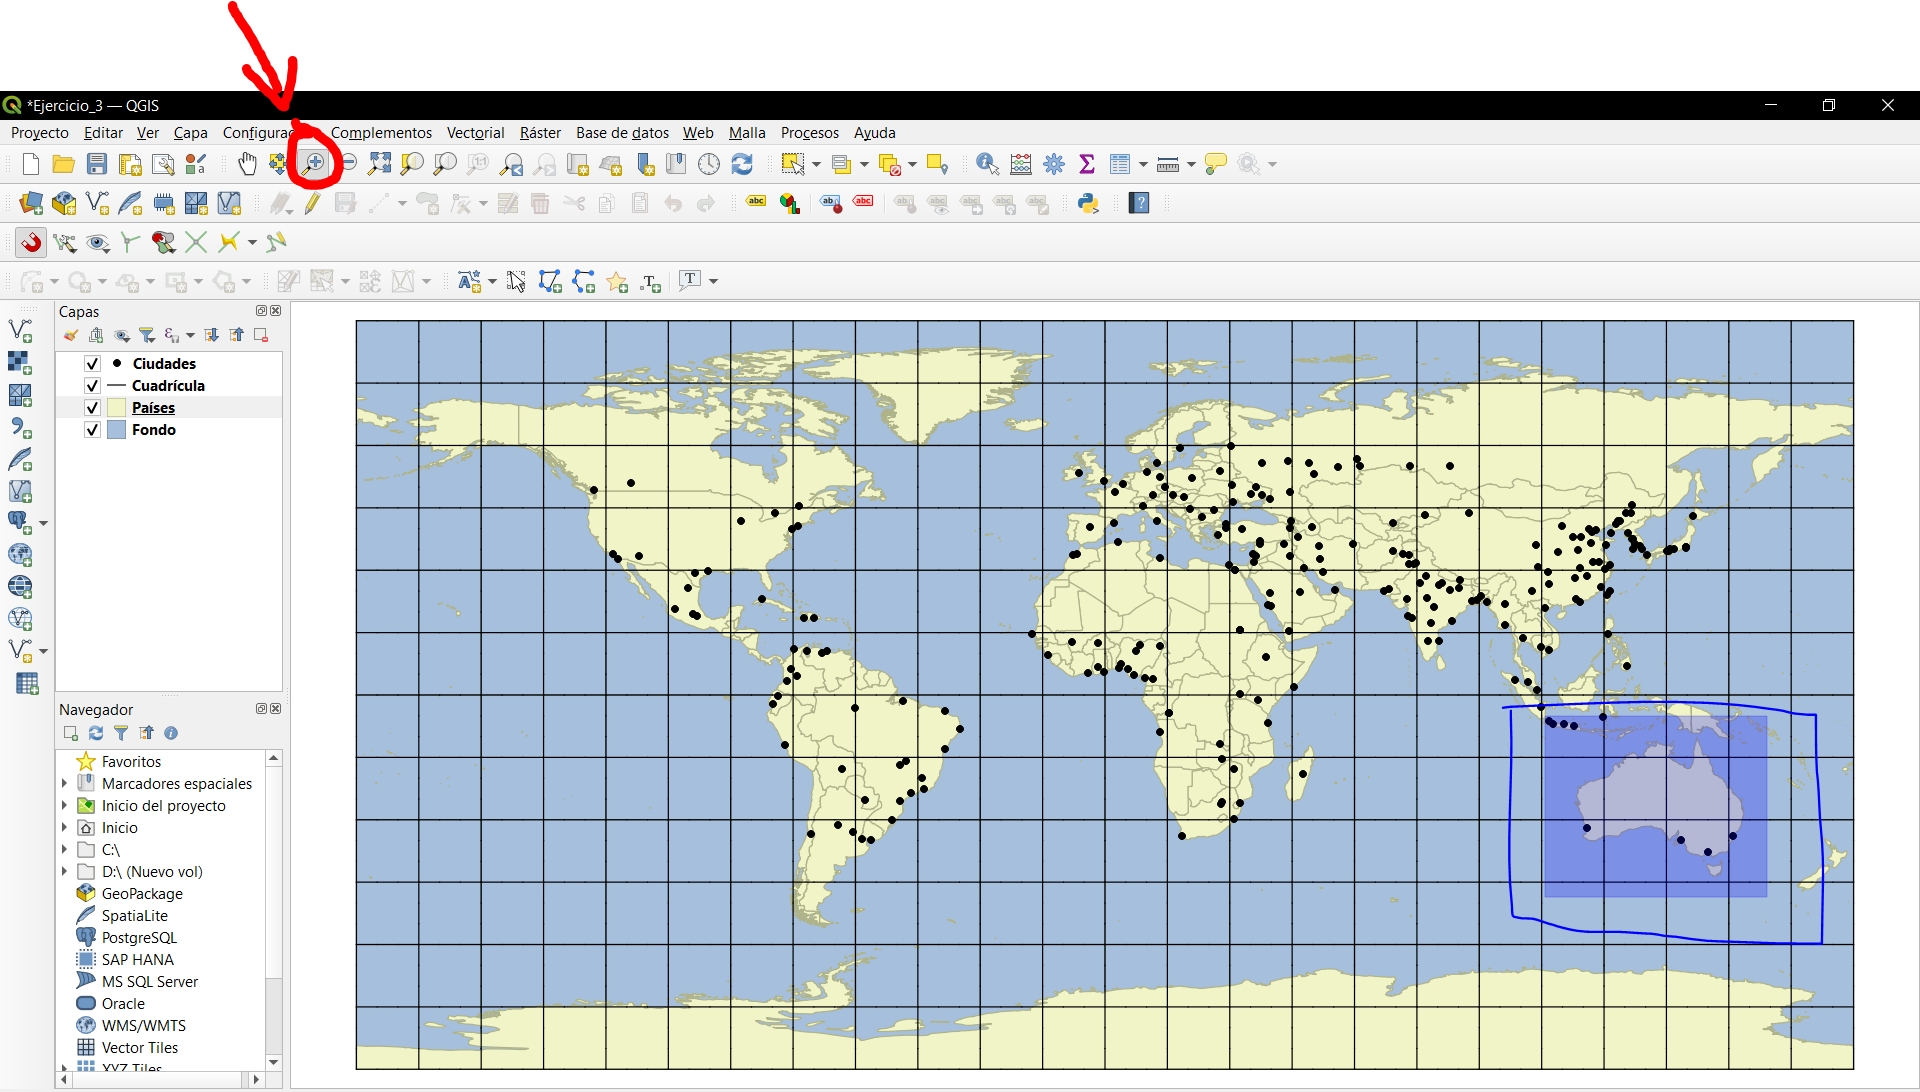 *Ejercicio_3 — QGIS
Proyecto Editar Ver Capa Configurac Complementos Vectorial Ráster Base de datos Web Malla Procesos Ayuda
Capas
Ciudades
Cuadrícula
Países
Fondo
Navegador
Favoritos
Marcadores espaciales
Inicio del proyecto
Inicio
C:\
D:\ (Nuevo vol)
GeoPackage
SpatiaLite
PostgreSQL
SAP HANA
MS SQL Server
Oracle
WMS/WMTS
Vector Tiles
XYZ Tiles